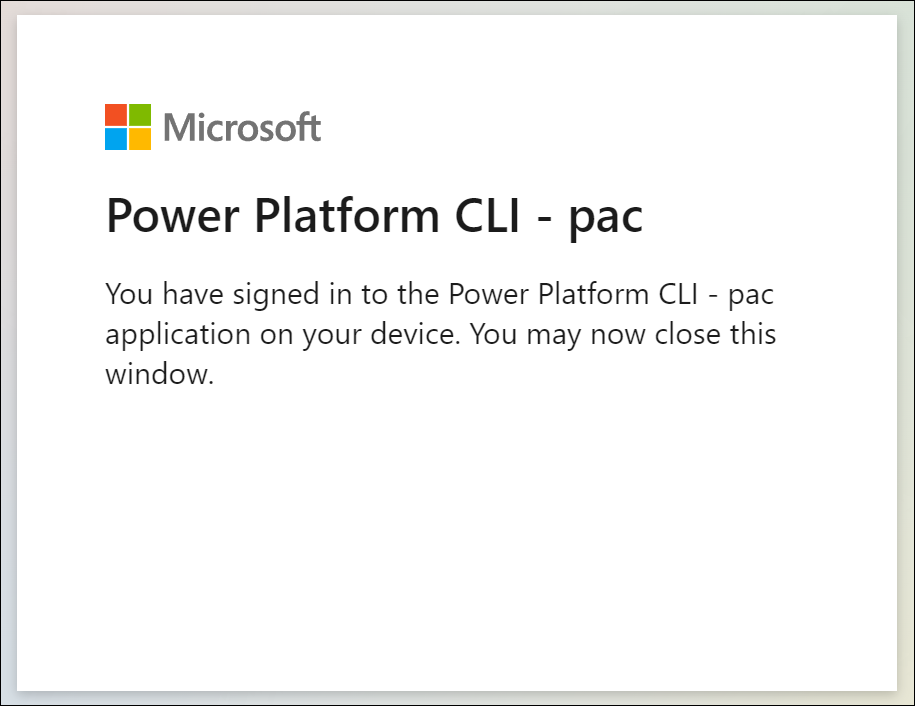 Microsoft
Power Platform CLI - pac
You have signed in to the Power Platform CLI - pac
application on your device. You may now close this
window.